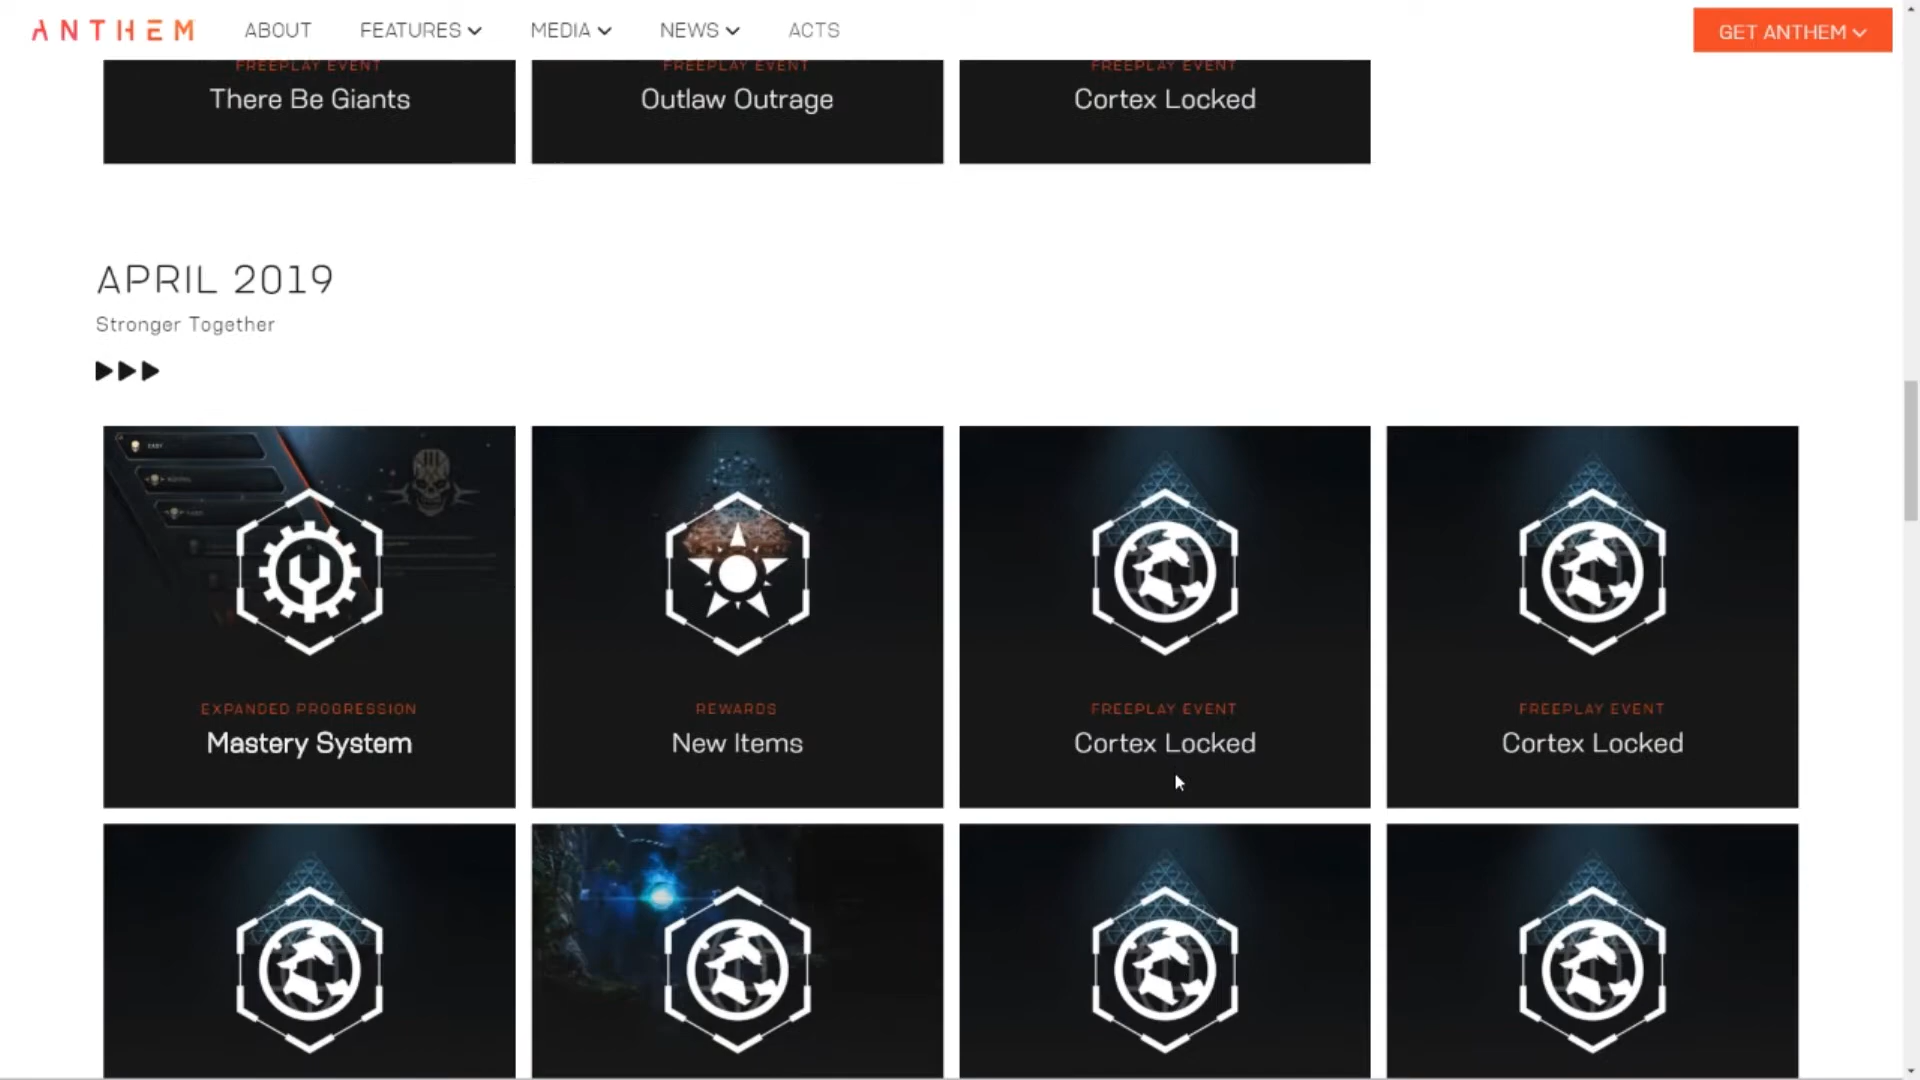 ANTHEM ABOUT FEATURES MEDIA NEWS ACTS GET ANTHEM
FREEPLAY EVENT FREEPLAY EVENT FREEPLAY EVENT
There Be Giants Outlaw Outrage Cortex Locked
APRIL 2019
Stronger Together
EASY
EXPANDED PROGRESSION REWARDS FREEPLAY EVENT FREEPLAY EVENT
Mastery System New Items Cortex Locked Cortex Locked